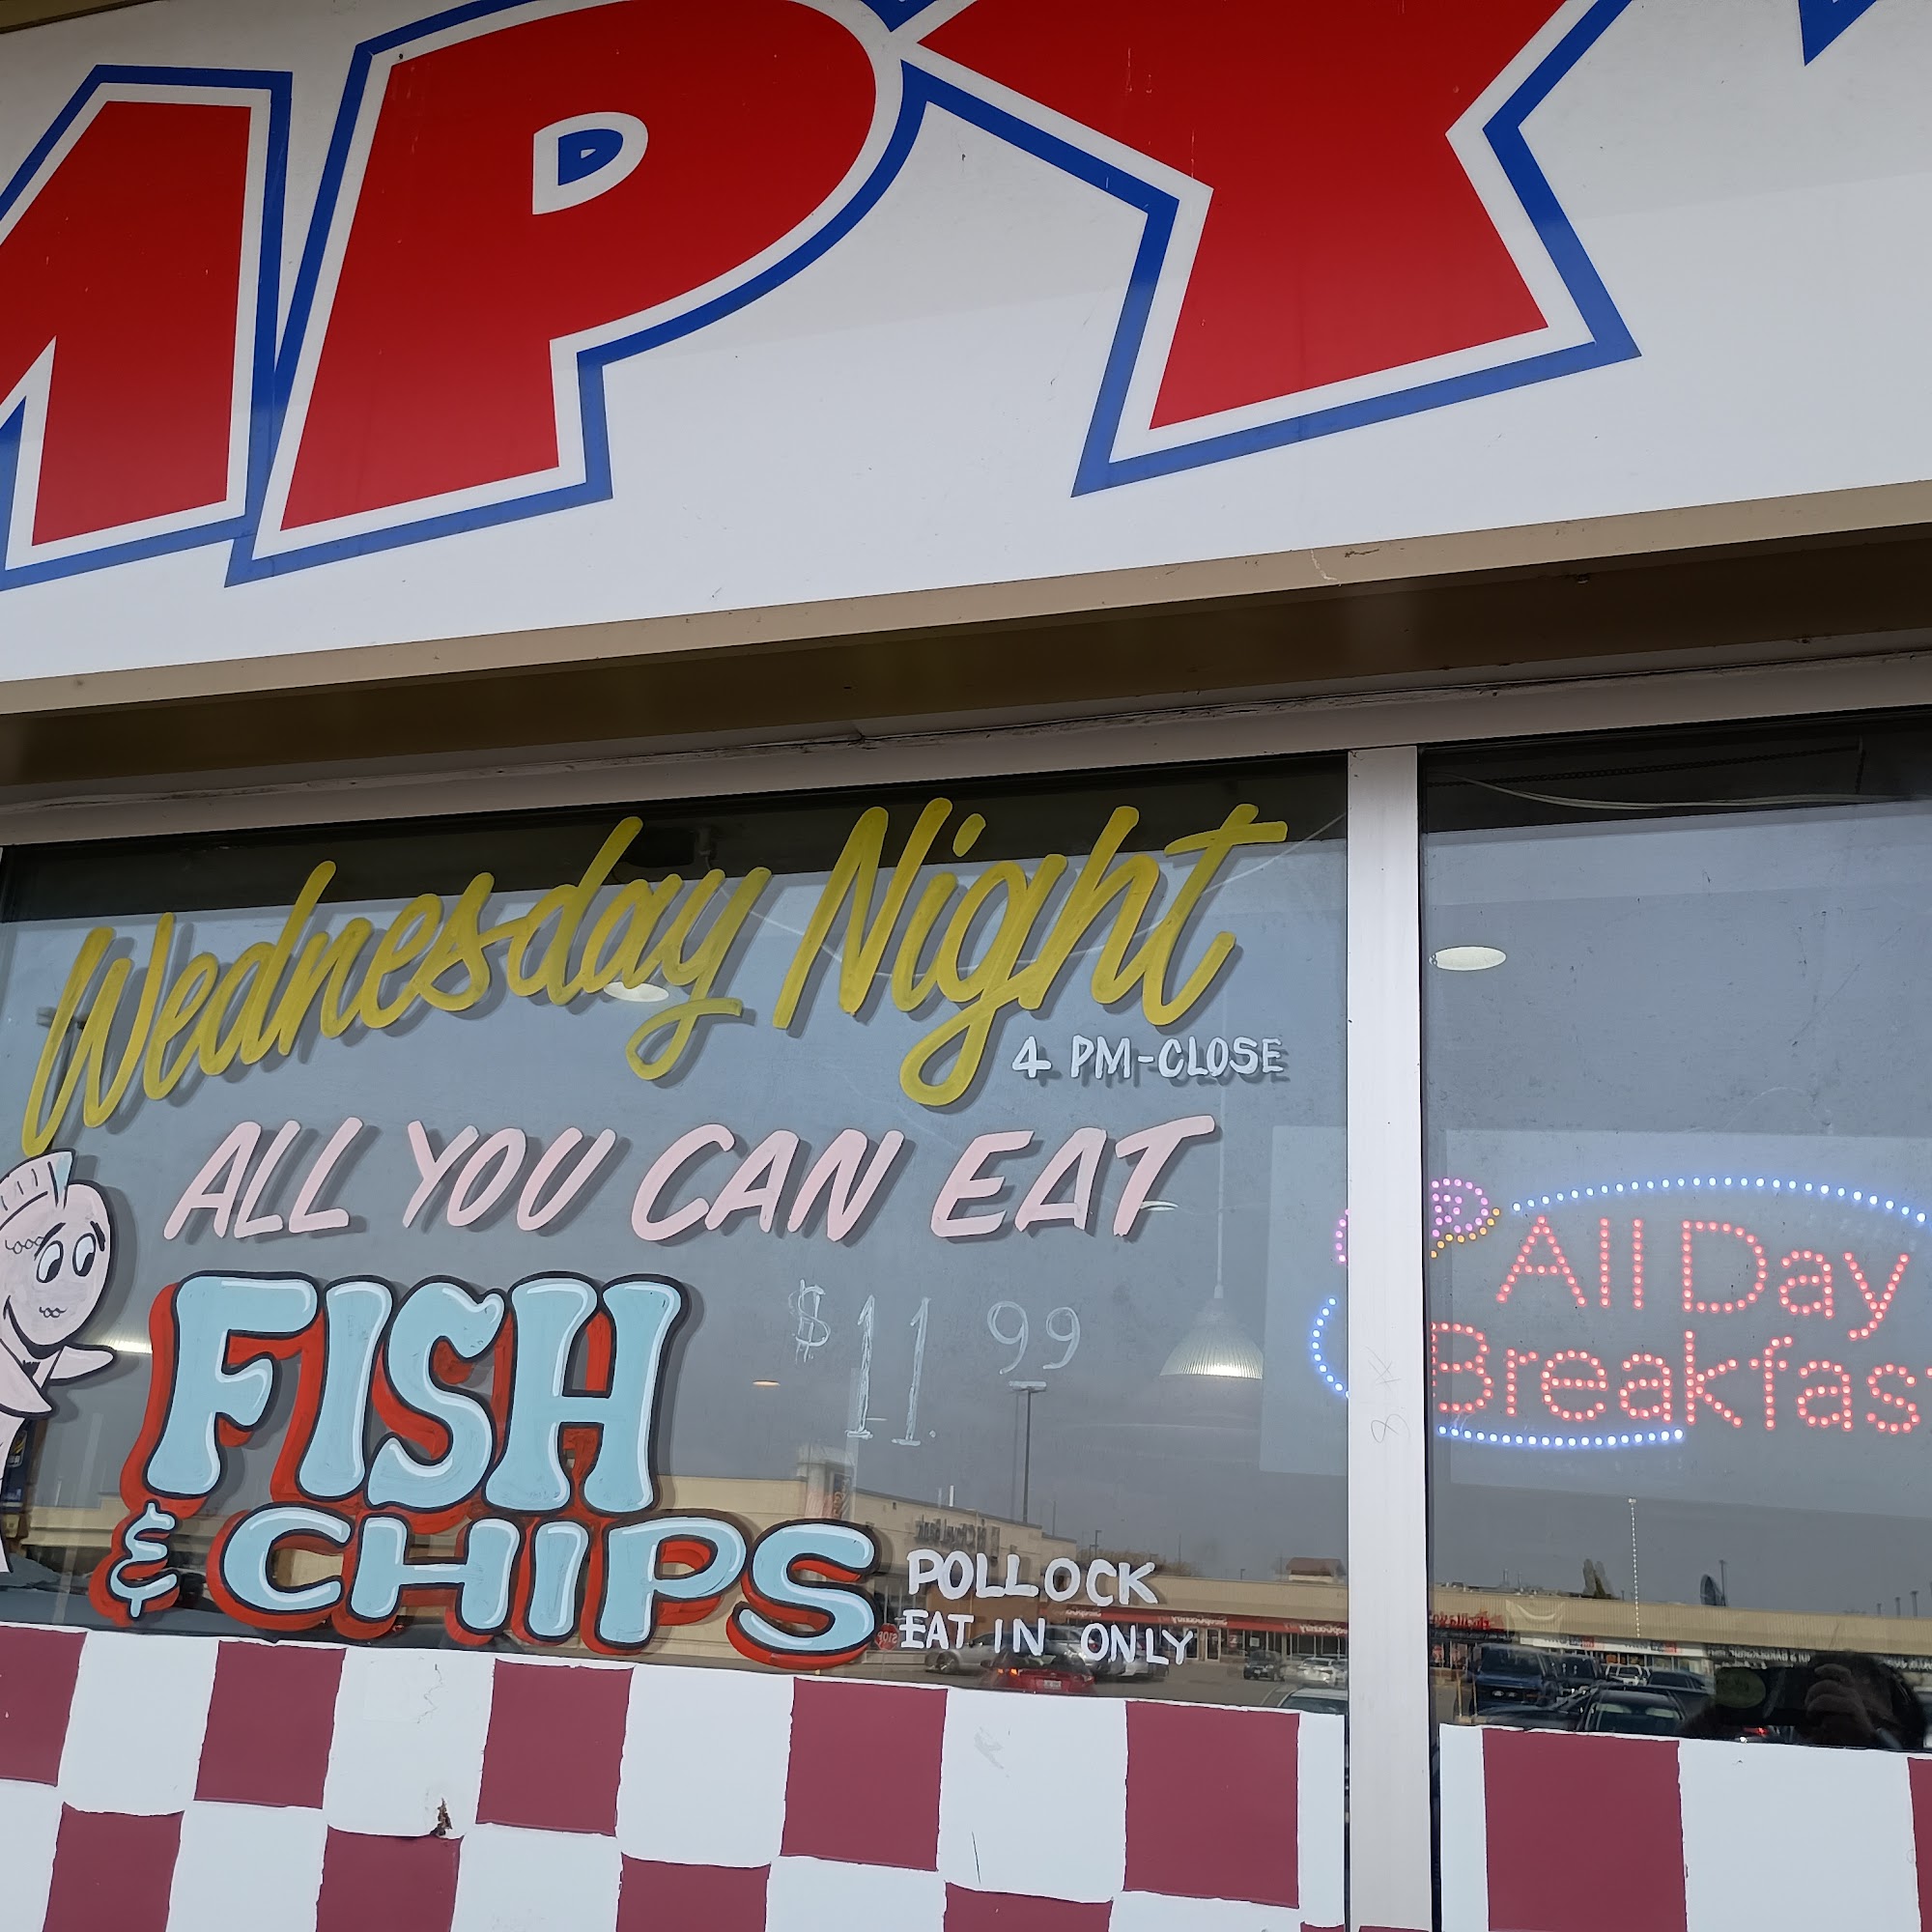 APY'
Wednesday Night
4 PM-CLOSE
ALL YOU CAN EAT
FISH
$11.99
& CHIPS
POLLOCK
EAT IN ONLY
All Day
Breakfas